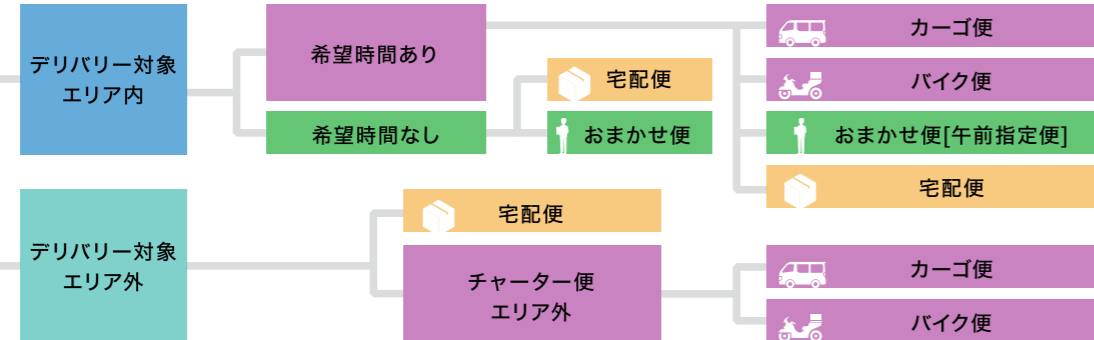 デリバリー対象
エリア内
希望時間あり
希望時間なし
宅配便
おまかせ便
カーゴ便
バイク便
おまかせ便[午前指定便]
宅配便
デリバリー対象
エリア外
宅配便
チャーター便
エリア外
カーゴ便
バイク便